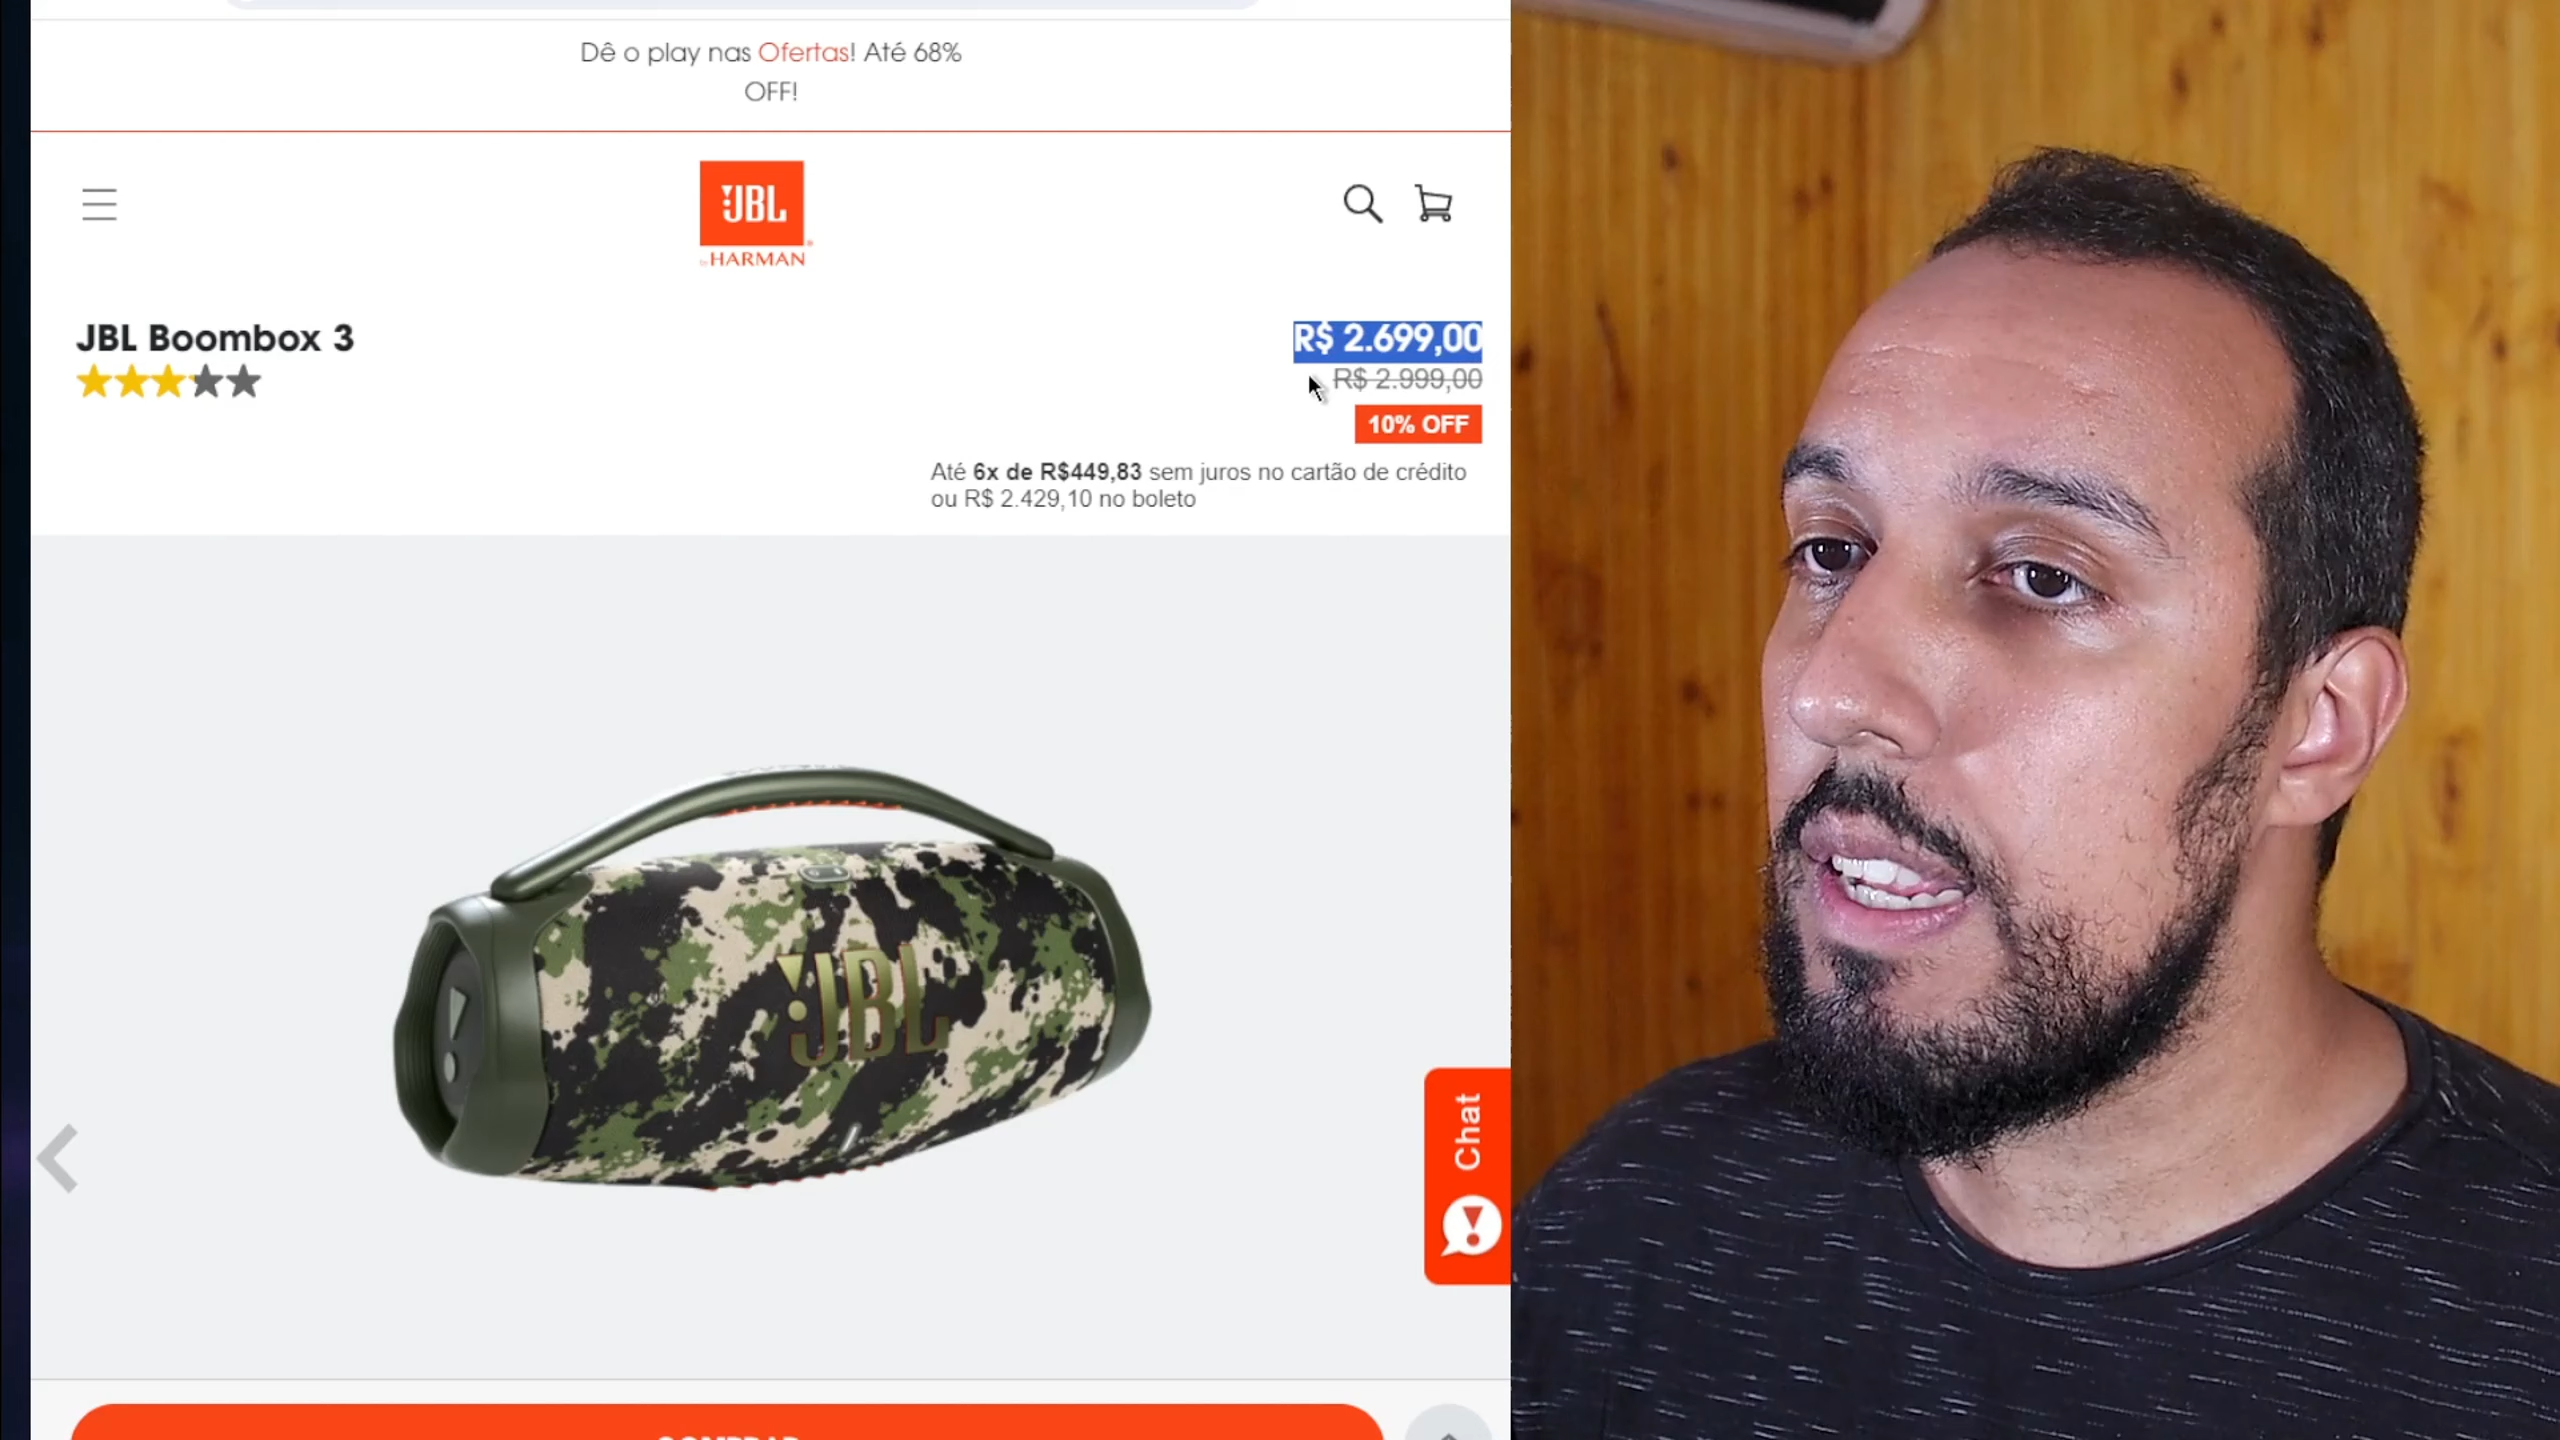 Dê o play nas Ofertas! Até 68%
OFF!
JBL
by HARMAN
JBL Boombox 3
R$ 2.699,00
R$ 2.999,00
10% OFF
Até 6x de R$449,83 sem juros no cartão de crédito
ou R$ 2.429,10 no boleto
JBL
Chat
COMPRAR